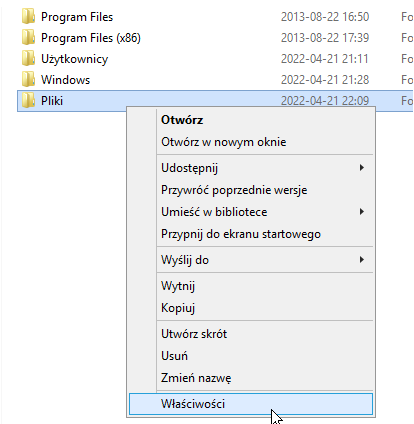 Program Files 2013-08-22 16:50 Fo
Program Files (x86) 2013-08-22 17:39 Fo
Użytkownicy 2022-04-21 21:11 Fo
Windows 2022-04-21 21:28 Fo
Pliki 2022-04-21 22:09 Fo
Otwórz
Otwórz w nowym oknie
Udostępnij
Przywróć poprzednie wersje
Umieść w bibliotece
Przypnij do ekranu startowego
Wyślij do
Wytnij
Kopiuj
Utwórz skrót
Usuń
Zmień nazwę
Właściwości